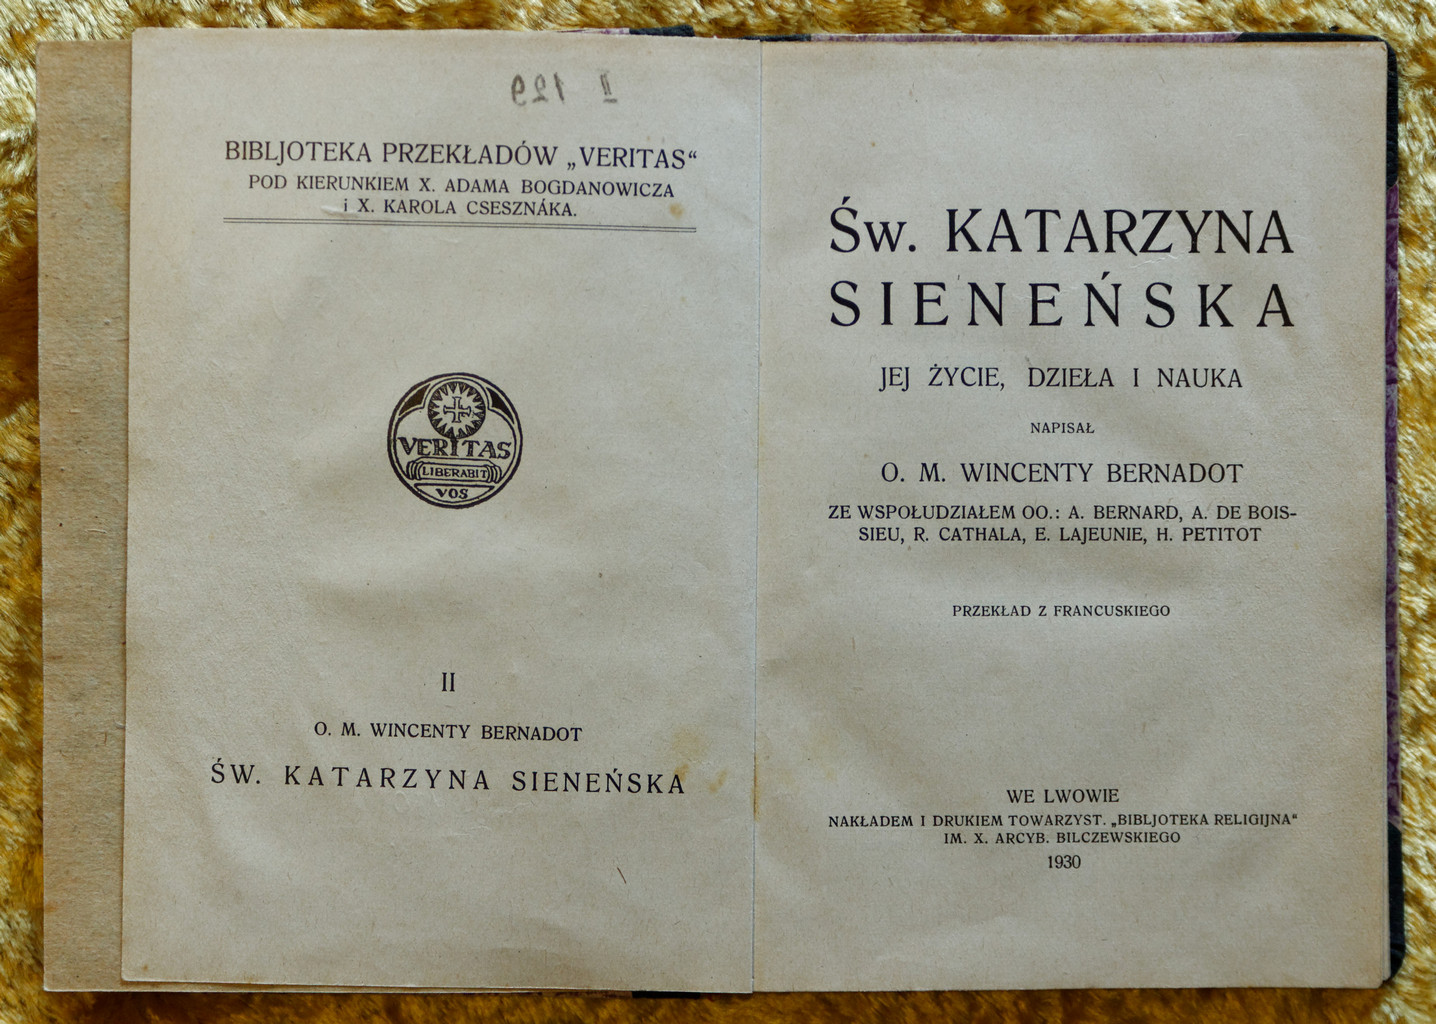 II 129
BIBLJOTEKA PRZEKŁADÓW „VERITAS“
POD KIERUNKIEM X. ADAMA BOGDANOWICZA
i X. KAROLA CSESZNÁKA.
VERITAS
LIBERABIT
VOS
II
O. M. WINCENTY BERNADOT
ŚW. KATARZYNA SIENEŃSKA
Św. KATARZYNA
SIENEŃSKA
JEJ ŻYCIE, DZIEŁA I NAUKA
NAPISAŁ
O. M. WINCENTY BERNADOT
ZE WSPOŁUDZIAŁEM OO.: A. BERNARD, A. DE BOIS-
SIEU, R. CATHALA, E. LAJEUNIE, H. PETITOT
PRZEKŁAD Z FRANCUSKIEGO
WE LWOWIE
NAKŁADEM I DRUKIEM TOWARZYST. „BIBLJOTEKA RELIGIJNA“
IM. X. ARCYB. BILCZEWSKIEGO
1930